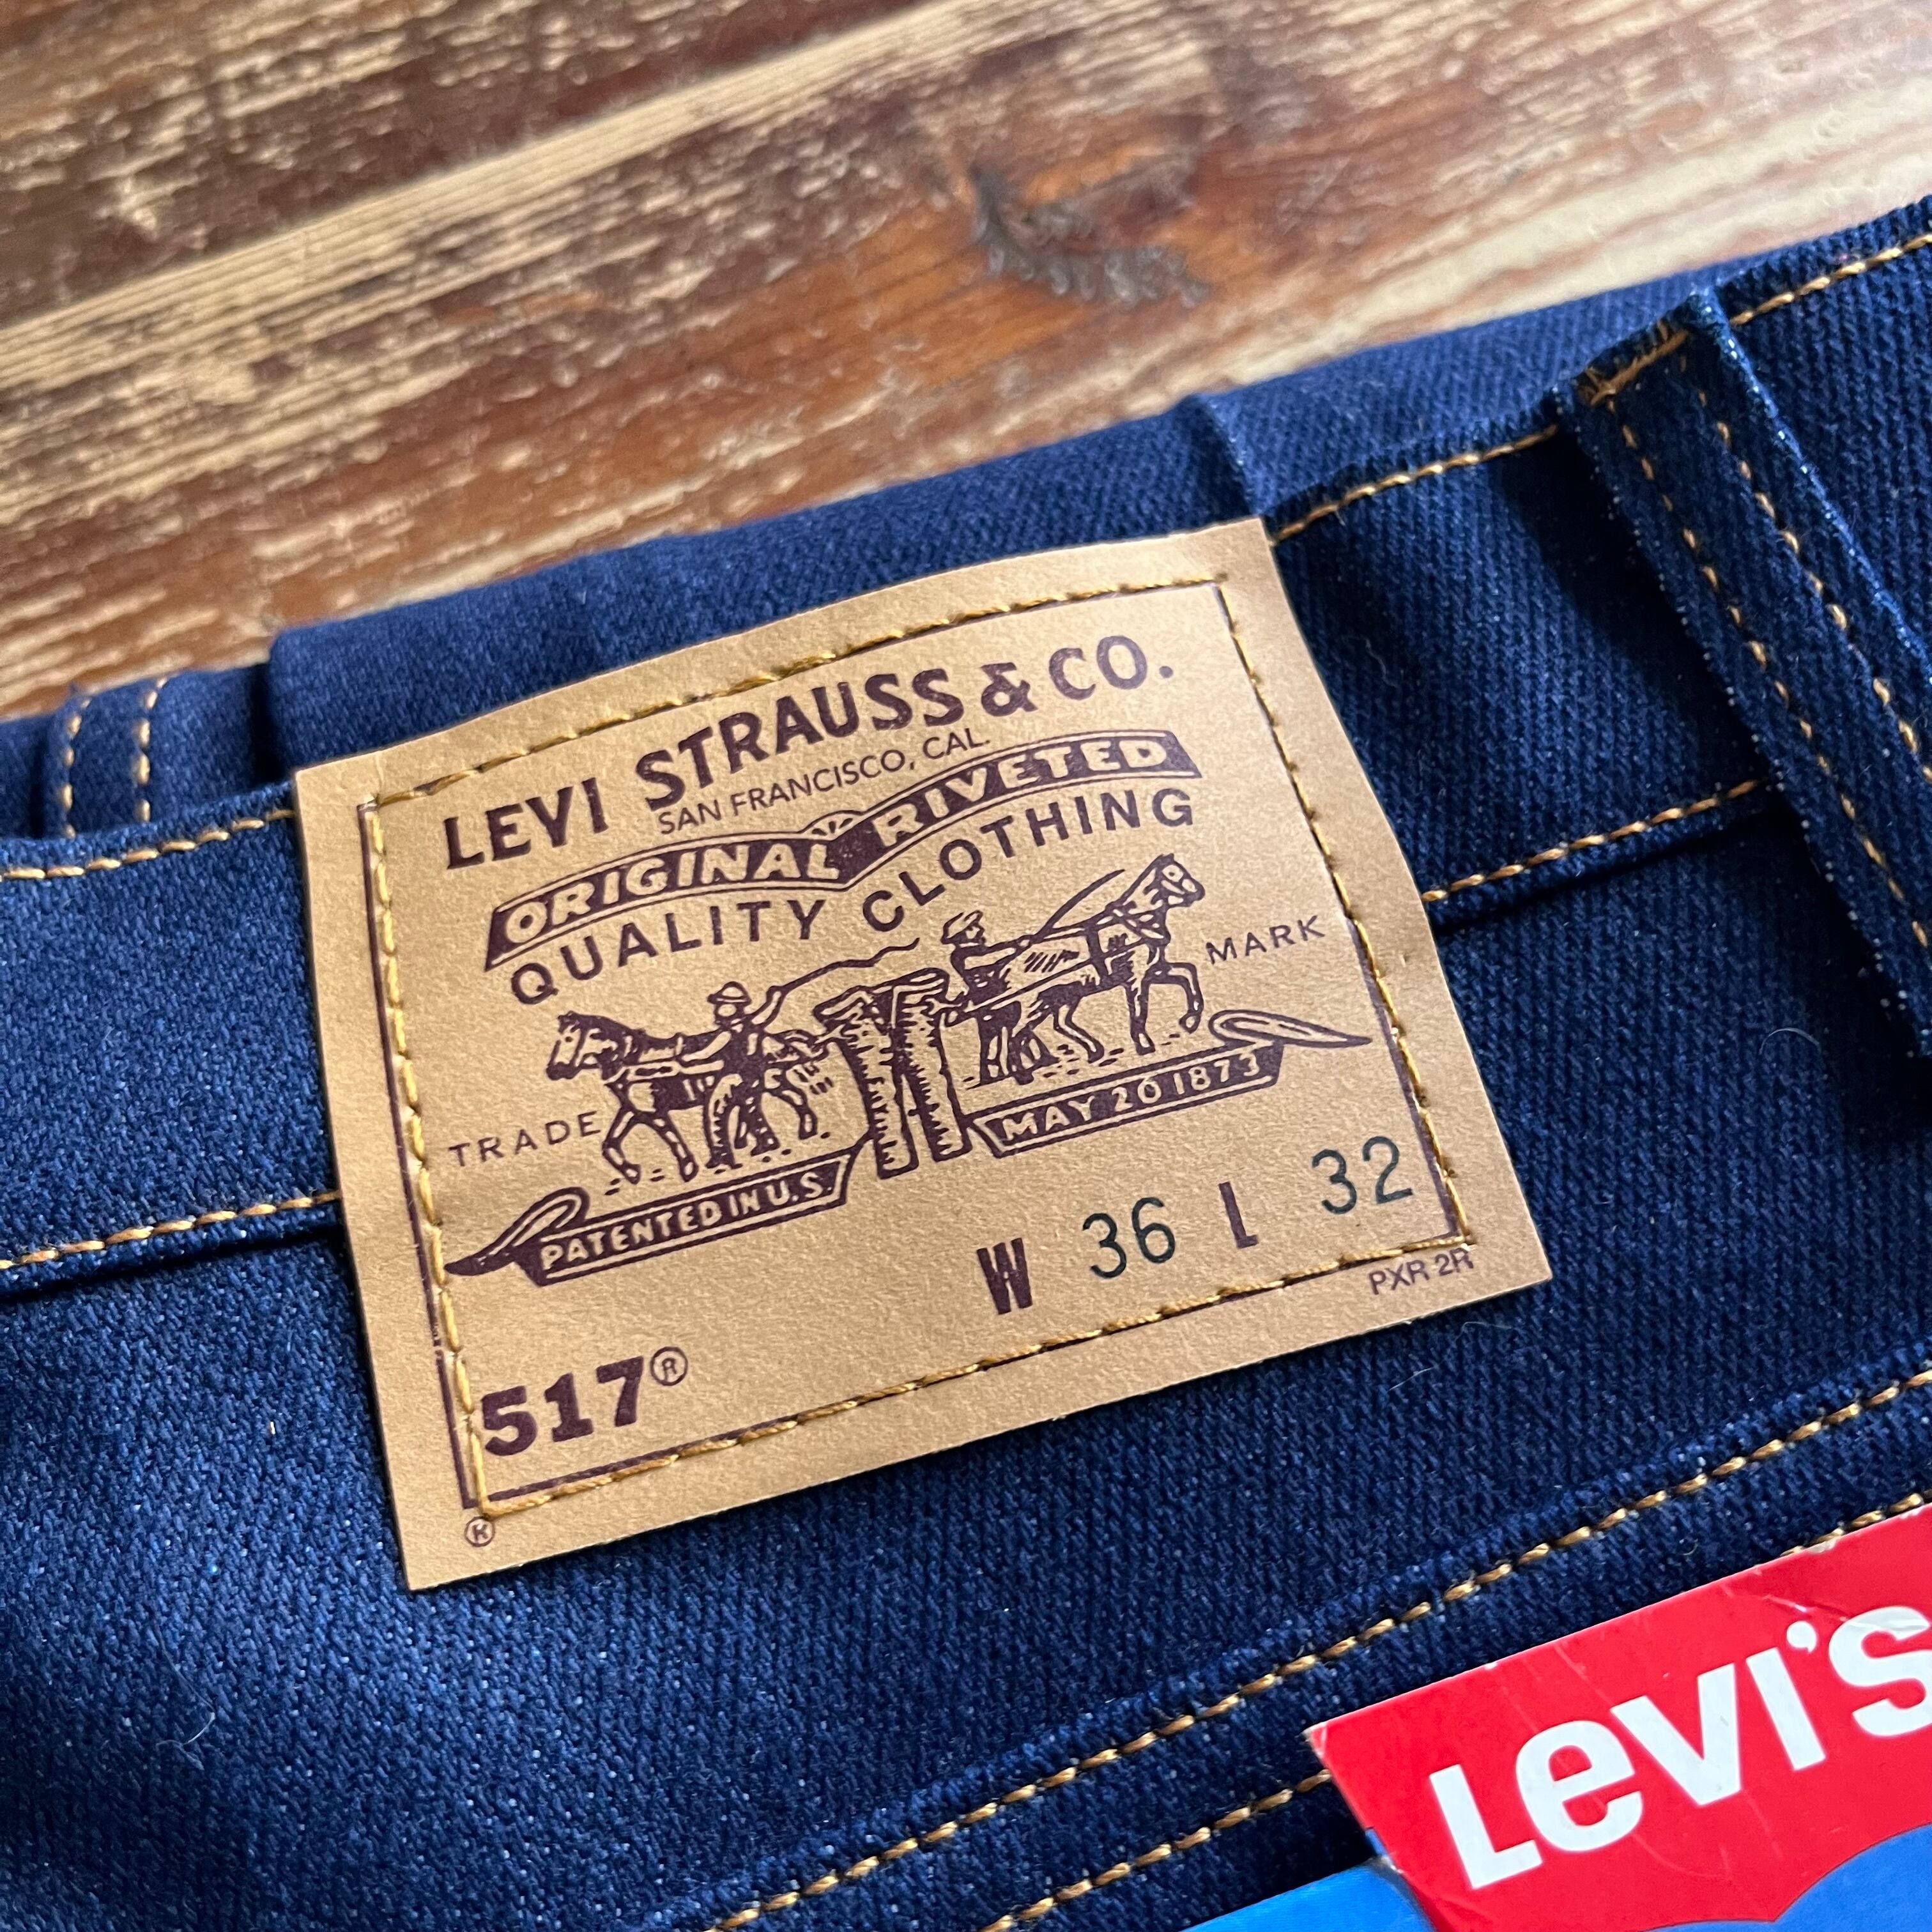 LEVI STRAUSS & CO.
SAN FRANCISCO, CAL.
ORIGINAL RIVETED
QUALITY CLOTHING
TRADE MARK
PATENTED IN U.S. MAY 20 1873
W 36 L 32
517®
PXR 2R
®
Levi's